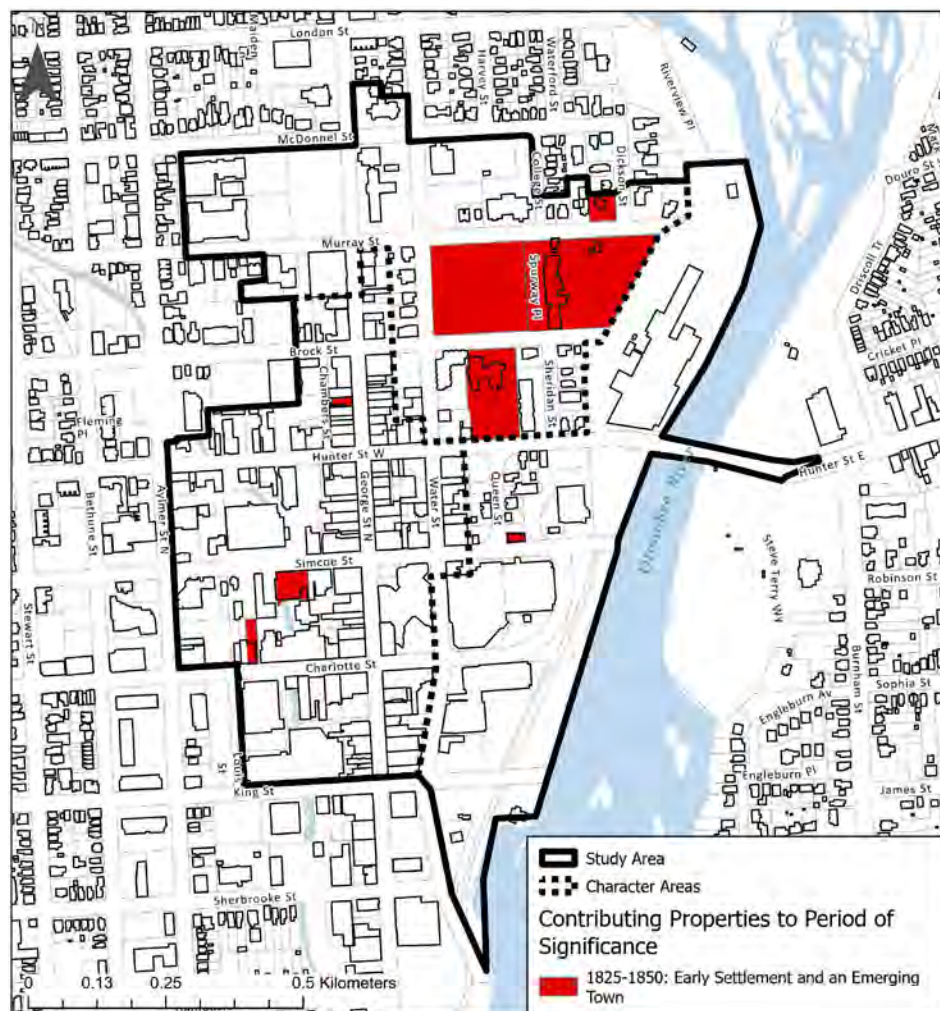 London St
Maiden
Ln
Harvey St
Waterford St
Riverview Pl
McDonnel St
College St
Dickson St
Douro St
Mark
Driscoll Tr
Murray St
Spurway Pl
Brock St
Chambers St
Sheridan St
Cricket Pl
Fleming
Pl
Hunter St W
Hunter St E
Bethune St
Aylmer St N
George St N
Water St
Queen St
Otonabee River
Simcoe St
Steve Terry Wy
Robinson St
Stewart St
Charlotte St
Burnham St
Sophia St
Engleburn Av
Louis
St
King St
Engleburn Pl
James St
Sherbrooke St
0 0.13 0.25 0.5 Kilometers
Study Area
Character Areas
Contributing Properties to Period of
Significance
1825-1850: Early Settlement and an Emerging
Town